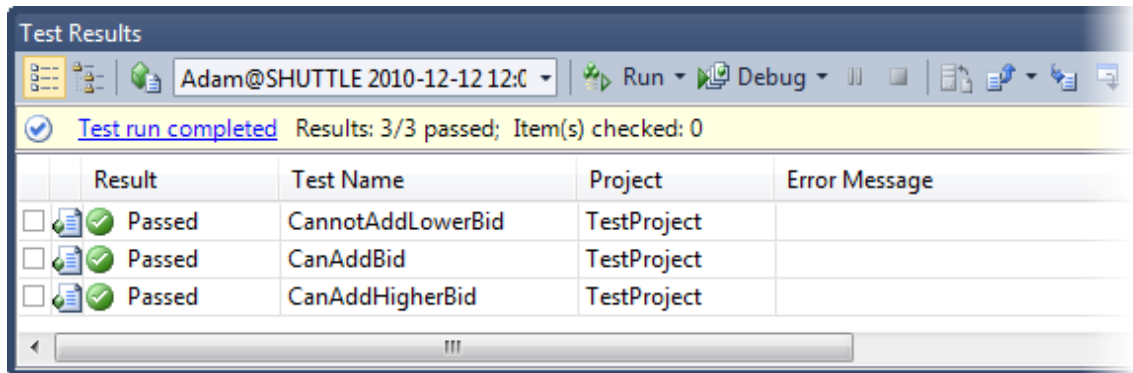 Test Results
Adam@SHUTTLE 2010-12-12 12:0 Run Debug
Test run completed Results: 3/3 passed; Item(s) checked: 0
Result Test Name Project Error Message
Passed CannotAddLowerBid TestProject
Passed CanAddBid TestProject
Passed CanAddHigherBid TestProject